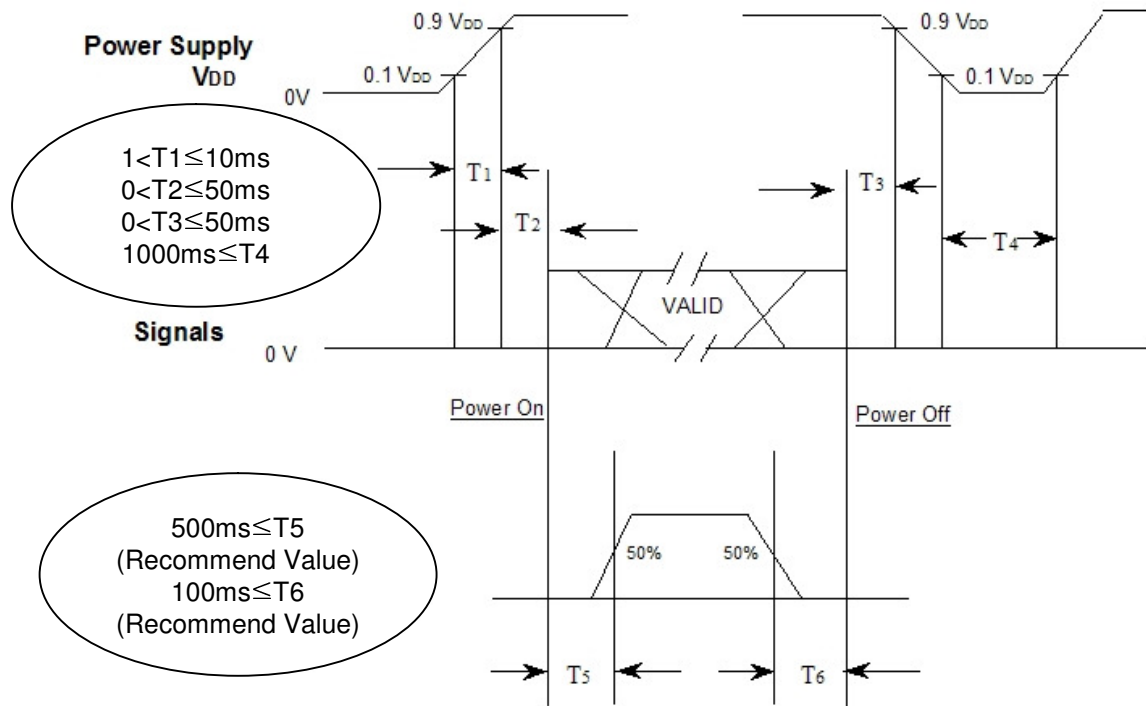 0.9 VDD
0.9 VDD
Power Supply
VDD
0.1 VDD
0.1 VDD
0V
1<T1≦10ms
0<T2≦50ms
0<T3≦50ms
1000ms≦T4
T1
T3
T2
T4
VALID
Signals
0 V
Power On
Power Off
500ms≦T5
(Recommend Value)
100ms≦T6
(Recommend Value)
50%
50%
T5
T6